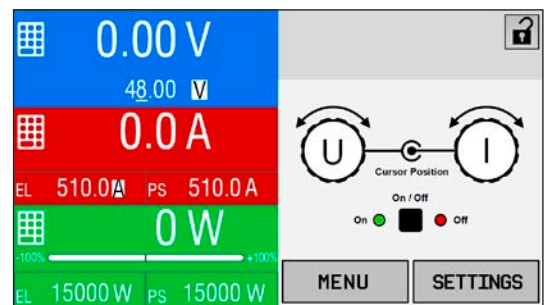 0.00 V
48.00 V
0.0 A
EL 510.0 A PS 510.0 A
0 W
-100% +100%
EL 15000 W PS 15000 W
U I
Cursor Position
On / Off
On Off
MENU SETTINGS